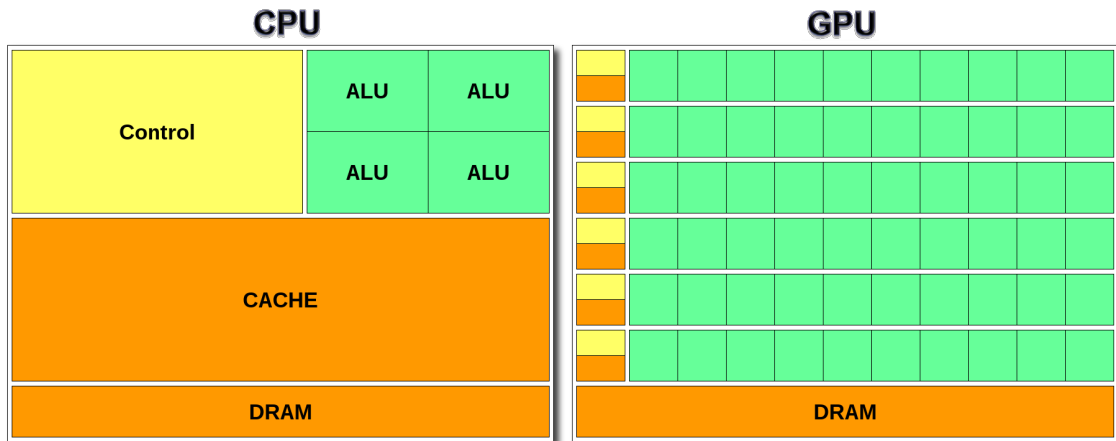 CPU
GPU
Control
ALU
ALU
ALU
ALU
CACHE
DRAM
DRAM